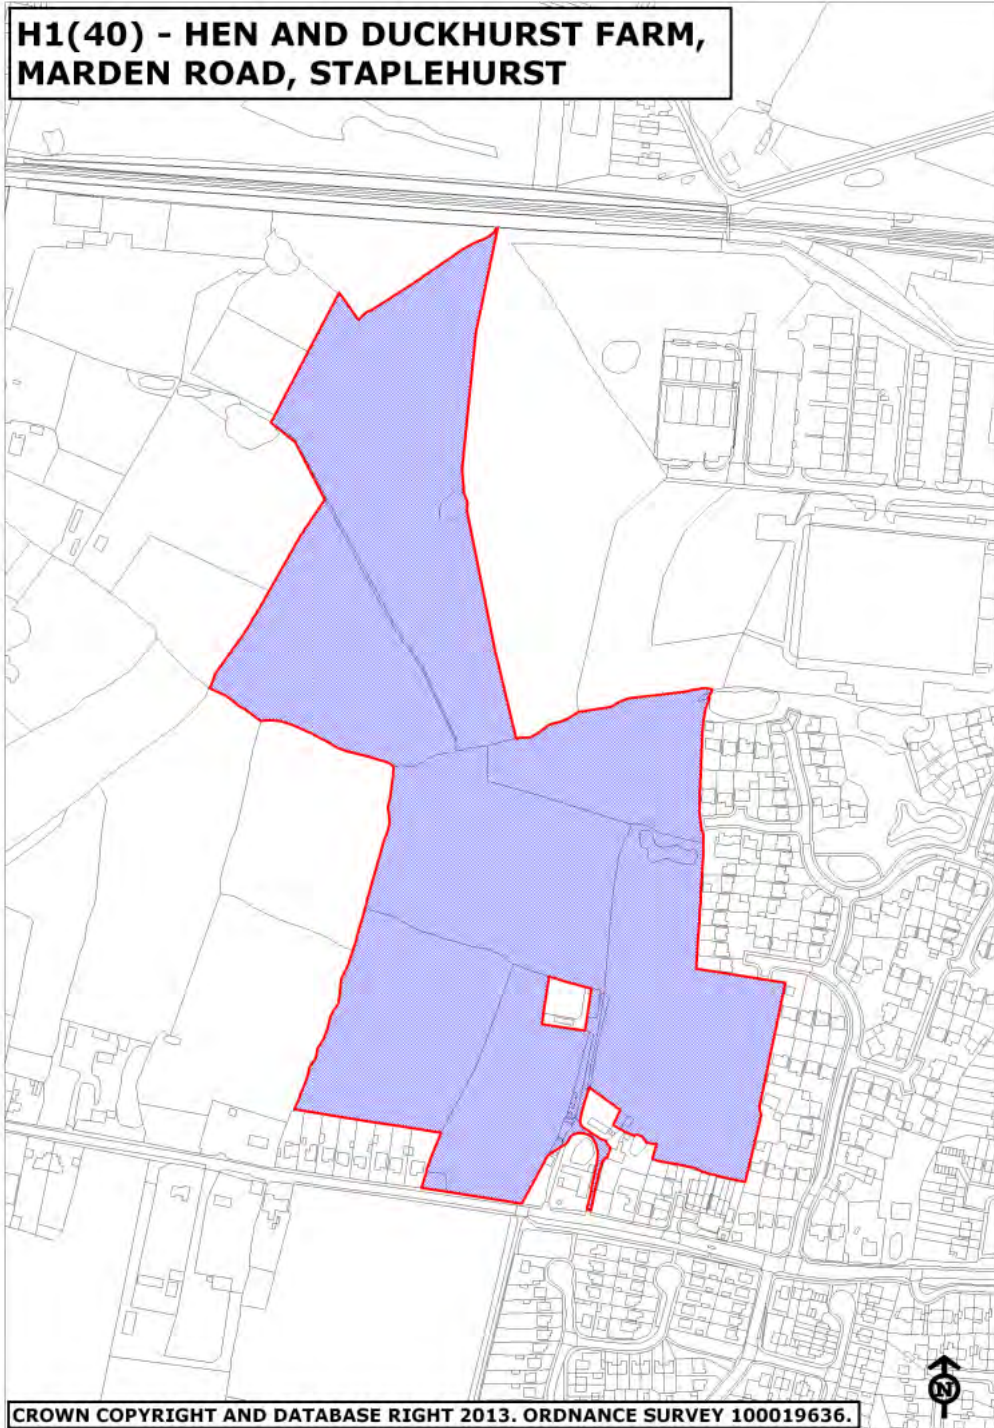 H1(40) - HEN AND DUCKHURST FARM,
MARDEN ROAD, STAPLEHURST
N
CROWN COPYRIGHT AND DATABASE RIGHT 2013. ORDNANCE SURVEY 100019636.